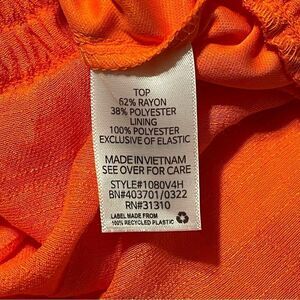 TOP
62% RAYON
38% POLYESTER
LINING
100% POLYESTER
EXCLUSIVE OF ELASTIC
MADE IN VIETNAM
SEE OVER FOR CARE
STYLE#1080V4H
BN#403701/0322
RN#31310
LABEL MADE FROM
100% RECYCLED PLASTIC